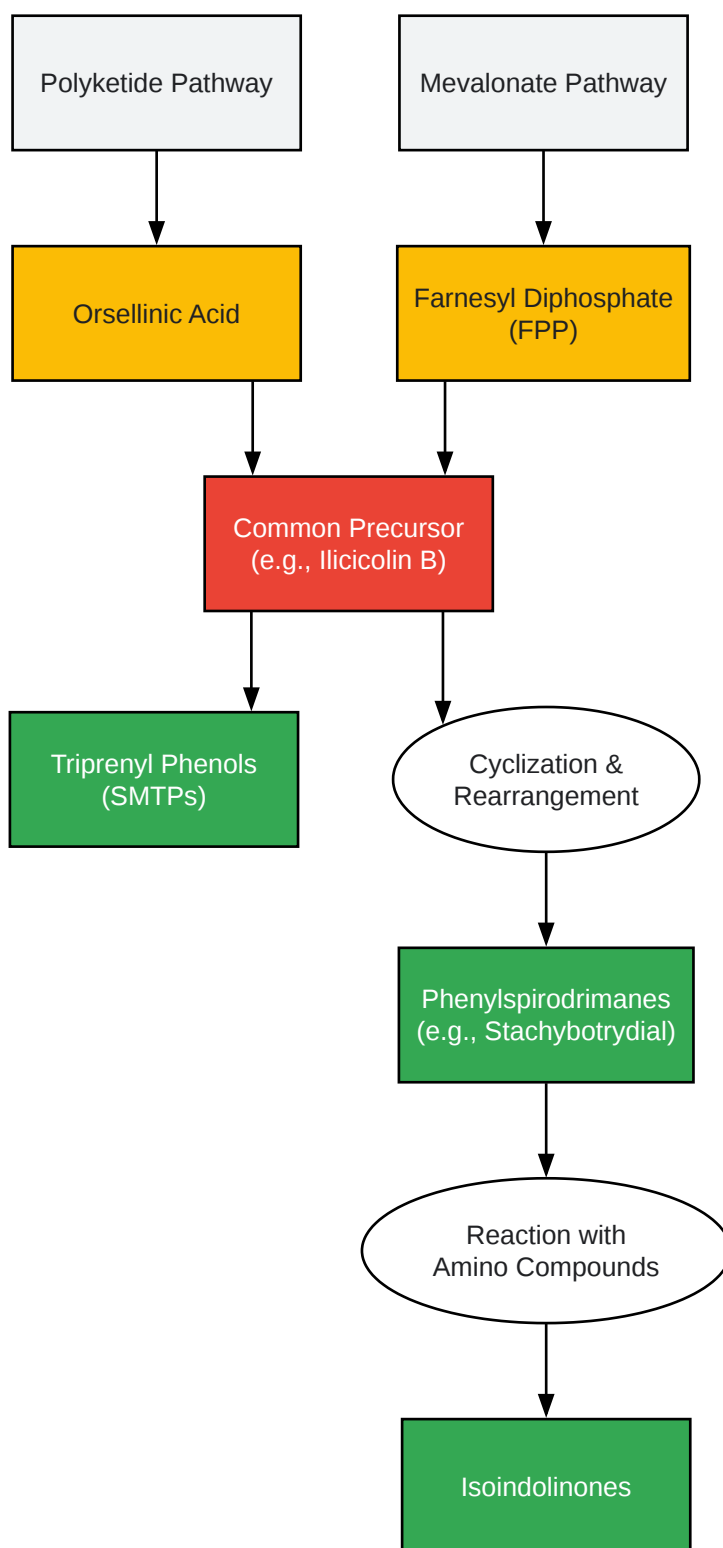 Polyketide Pathway
Mevalonate Pathway
Orsellinic Acid
Farnesyl Diphosphate
(FPP)
Common Precursor
(e.g., Ilicicolin B)
Triprenyl Phenols
(SMTPs)
Cyclization &
Rearrangement
Phenylspirodrimanes
(e.g., Stachybotrydial)
Reaction with
Amino Compounds
Isoindolinones